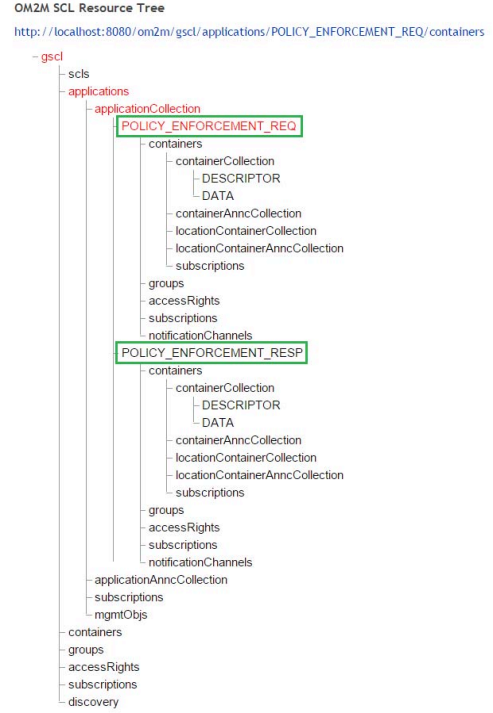 OM2M SCL Resource Tree
http://localhost:8080/om2m/gscl/applications/POLICY_ENFORCEMENT_REQ/containers
gscl
scls
applications
applicationCollection
POLICY_ENFORCEMENT_REQ
containers
containerCollection
DESCRIPTOR
DATA
containerAnncCollection
locationContainerCollection
locationContainerAnncCollection
subscriptions
groups
accessRights
subscriptions
notificationChannels
POLICY_ENFORCEMENT_RESP
containers
containerCollection
DESCRIPTOR
DATA
containerAnncCollection
locationContainerCollection
locationContainerAnncCollection
subscriptions
groups
accessRights
subscriptions
notificationChannels
applicationAnncCollection
subscriptions
mgmtObjs
containers
groups
accessRights
subscriptions
discovery